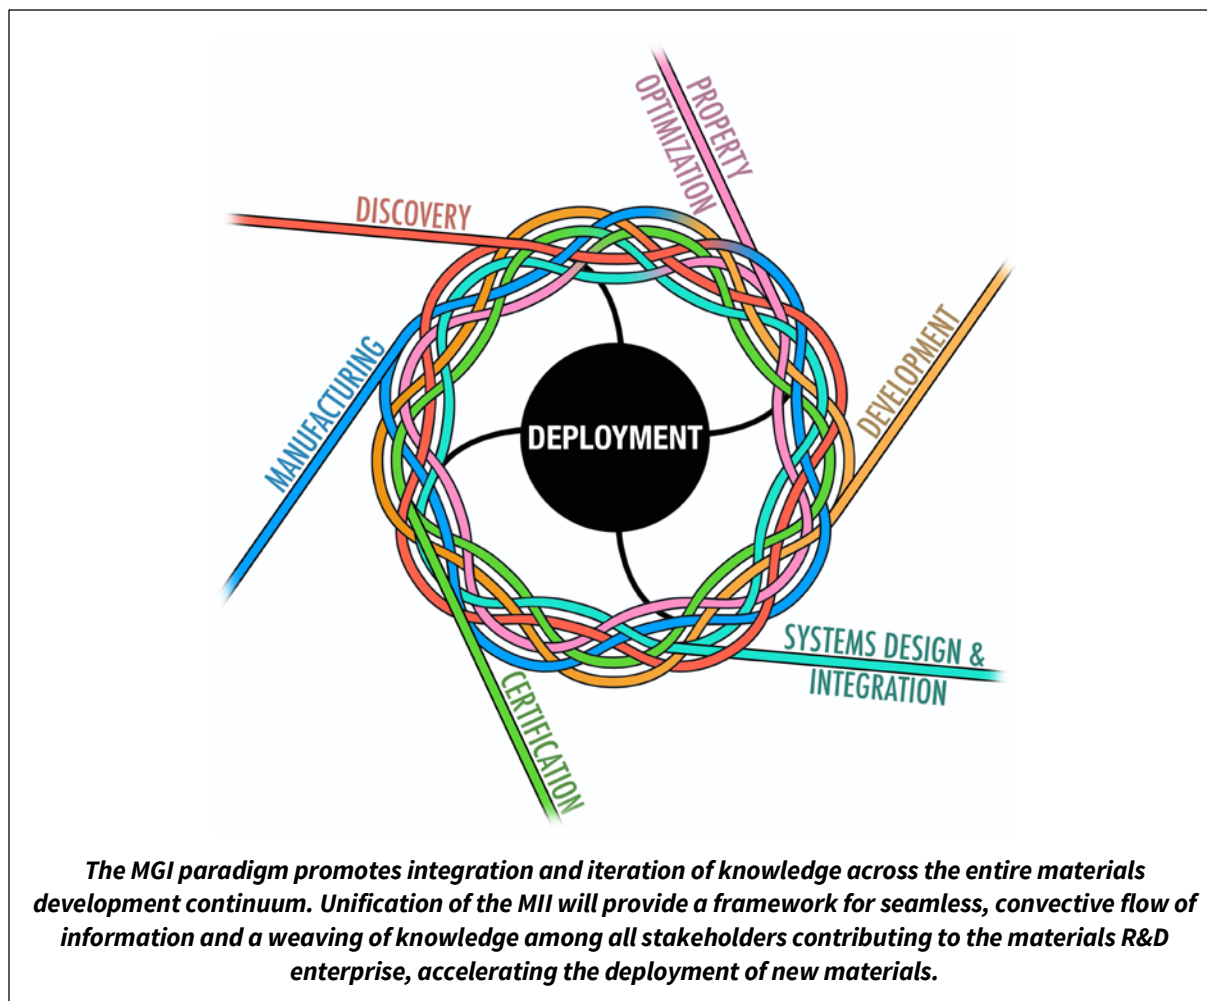 PROPERTY
OPTIMIZATION
DISCOVERY
DEVELOPMENT
MANUFACTURING
DEPLOYMENT
SYSTEMS DESIGN &
INTEGRATION
CERTIFICATION
The MGI paradigm promotes integration and iteration of knowledge across the entire materials
development continuum. Unification of the MII will provide a framework for seamless, convective flow of
information and a weaving of knowledge among all stakeholders contributing to the materials R&D
enterprise, accelerating the deployment of new materials.